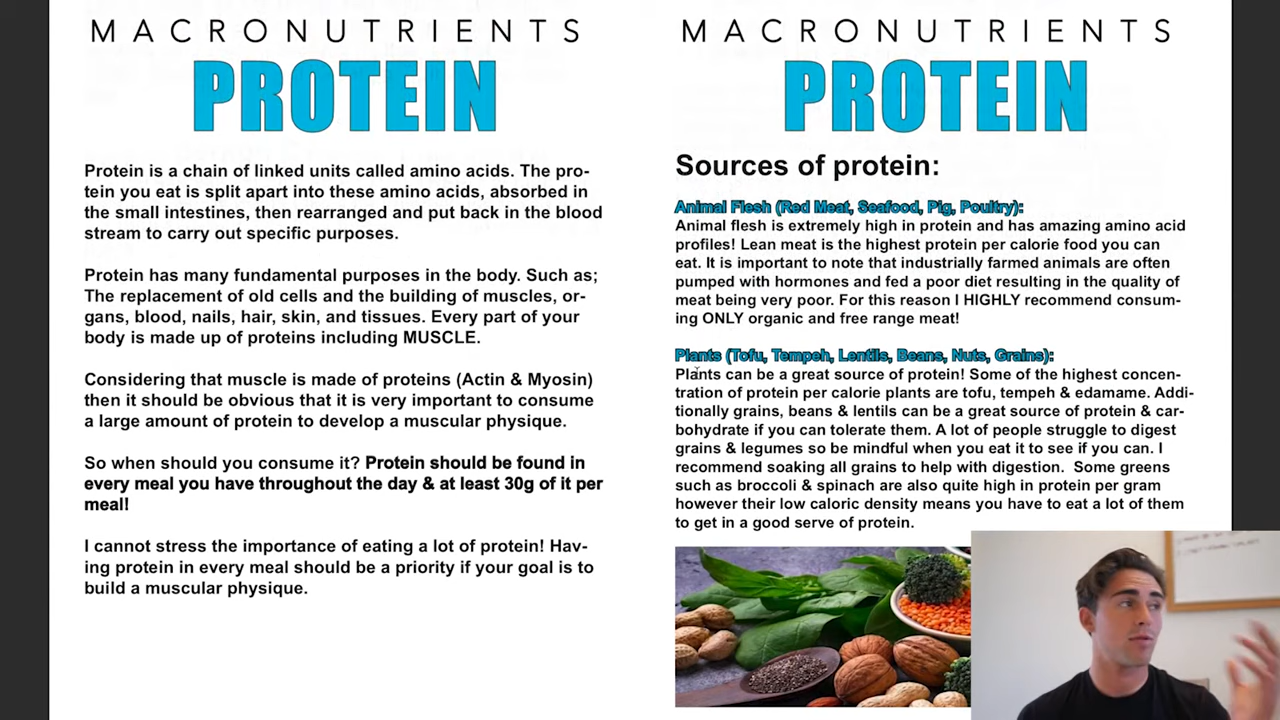 MACRONUTRIENTS
PROTEIN
Protein is a chain of linked units called amino acids. The pro-
tein you eat is split apart into these amino acids, absorbed in
the small intestines, then rearranged and put back in the blood
stream to carry out specific purposes.
Protein has many fundamental purposes in the body. Such as;
The replacement of old cells and the building of muscles, or-
gans, blood, nails, hair, skin, and tissues. Every part of your
body is made up of proteins including MUSCLE.
Considering that muscle is made of proteins (Actin & Myosin)
then it should be obvious that it is very important to consume
a large amount of protein to develop a muscular physique.
So when should you consume it? Protein should be found in
every meal you have throughout the day & at least 30g of it per
meal!
I cannot stress the importance of eating a lot of protein! Hav-
ing protein in every meal should be a priority if your goal is to
build a muscular physique.
MACRONUTRIENTS
PROTEIN
Sources of protein:
Animal Flesh (Red Meat, Seafood, Pig, Poultry):
Animal flesh is extremely high in protein and has amazing amino acid
profiles! Lean meat is the highest protein per calorie food you can
eat. It is important to note that industrially farmed animals are often
pumped with hormones and fed a poor diet resulting in the quality of
meat being very poor. For this reason I HIGHLY recommend consum-
ing ONLY organic and free range meat!
Plants (Tofu, Tempeh, Lentils, Beans, Nuts, Grains):
Plants can be a great source of protein! Some of the highest concen-
tration of protein per calorie plants are tofu, tempeh & edamame. Addi-
tionally grains, beans & lentils can be a great source of protein & car-
bohydrate if you can tolerate them. A lot of people struggle to digest
grains & legumes so be mindful when you eat it to see if you can. I
recommend soaking all grains to help with digestion.  Some greens
such as broccoli & spinach are also quite high in protein per gram
however their low caloric density means you have to eat a lot of them
to get in a good serve of protein.